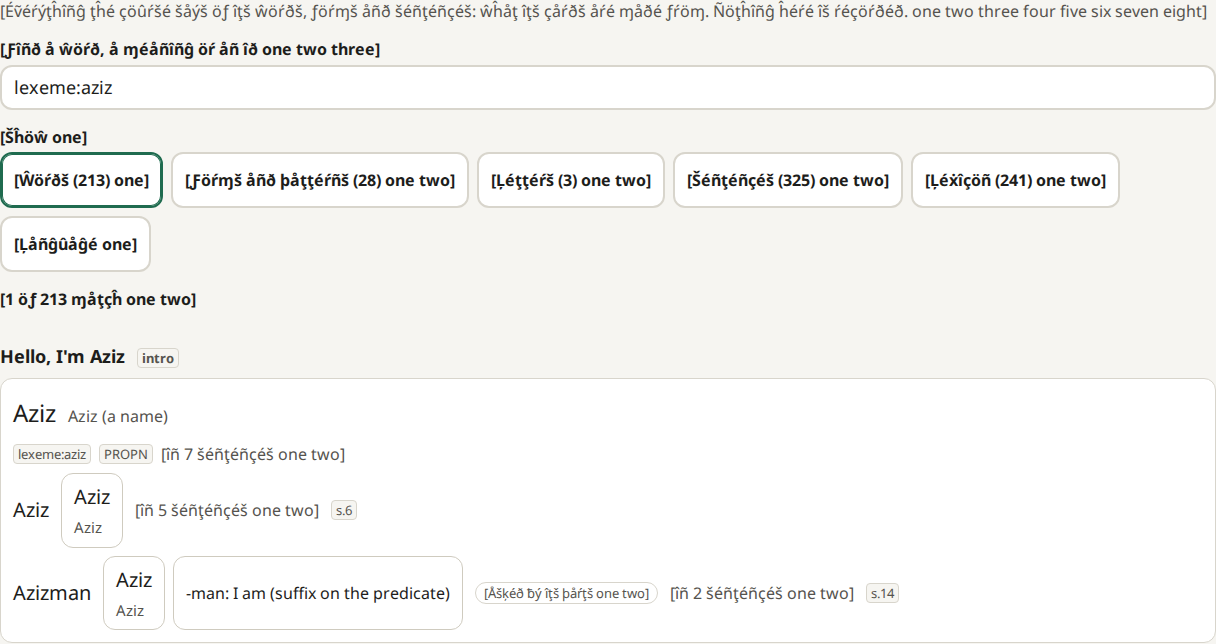 [Éṽéŕýţĥîñĝ ţĥé çöûŕšé šåýš öƒ îţš ŵöŕðš, ƒöŕɱš åñð šéñţéñçéš: ŵĥåţ îţš çåŕðš åŕé ɱåðé ƒŕöɱ. Ñöţĥîñĝ ĥéŕé îš ŕéçöŕðéð. one two three four five six seven eight]
[Ƒîñð å ŵöŕð, å ɱéåñîñĝ öŕ åñ îð one two three]
lexeme:aziz
[Šĥöŵ one]
[Ŵöŕðš (213) one] [Ƒöŕɱš åñð þåţţéŕñš (28) one two] [Ļéţţéŕš (3) one two] [Šéñţéñçéš (325) one two] [Ļéẋîçöñ (241) one two]
[Ļåñĝûåĝé one]
[1 öƒ 213 ɱåţçĥ one two]
Hello, I'm Aziz intro
Aziz Aziz (a name)
lexeme:aziz PROPN [îñ 7 šéñţéñçéš one two]
Aziz Aziz Aziz [îñ 5 šéñţéñçéš one two] s.6
Azizman Aziz Aziz -man: I am (suffix on the predicate) [Åšķéð ƀý îţš þåŕţš one two] [îñ 2 šéñţéñçéš one two] s.14